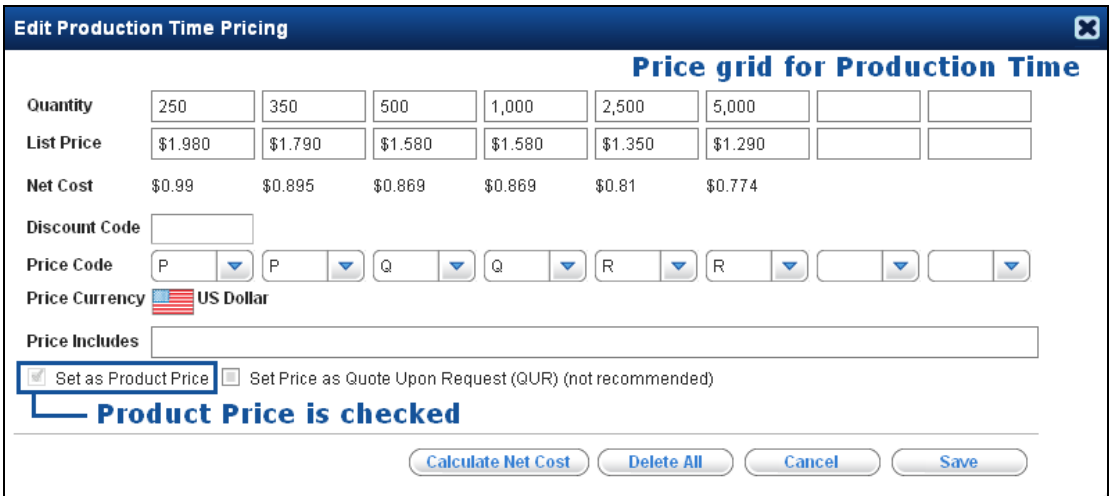 Edit Production Time Pricing
Price grid for Production Time
Quantity 250 350 500 1,000 2,500 5,000
List Price $1.980 $1.790 $1.580 $1.580 $1.350 $1.290
Net Cost $0.99 $0.895 $0.869 $0.869 $0.81 $0.774
Discount Code
Price Code P P Q Q R R
Price Currency US Dollar
Price Includes
Set as Product Price Set Price as Quote Upon Request (QUR) (not recommended)
Product Price is checked
Calculate Net Cost Delete All Cancel Save